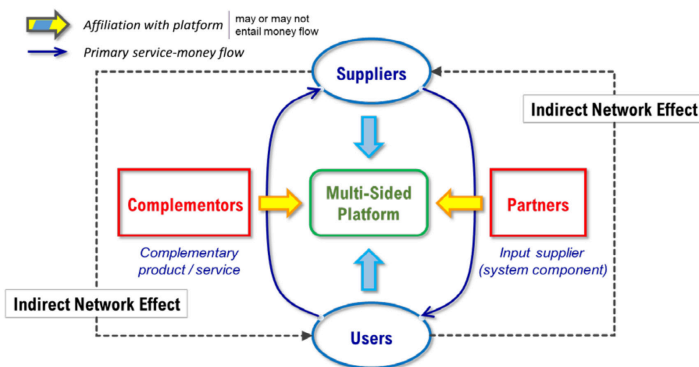 Affiliation with platform
may or may not
entail money flow
Primary service-money flow
Suppliers
Indirect Network Effect
Complementors
Multi-Sided
Platform
Partners
Complementary
product / service
Input supplier
(system component)
Indirect Network Effect
Users